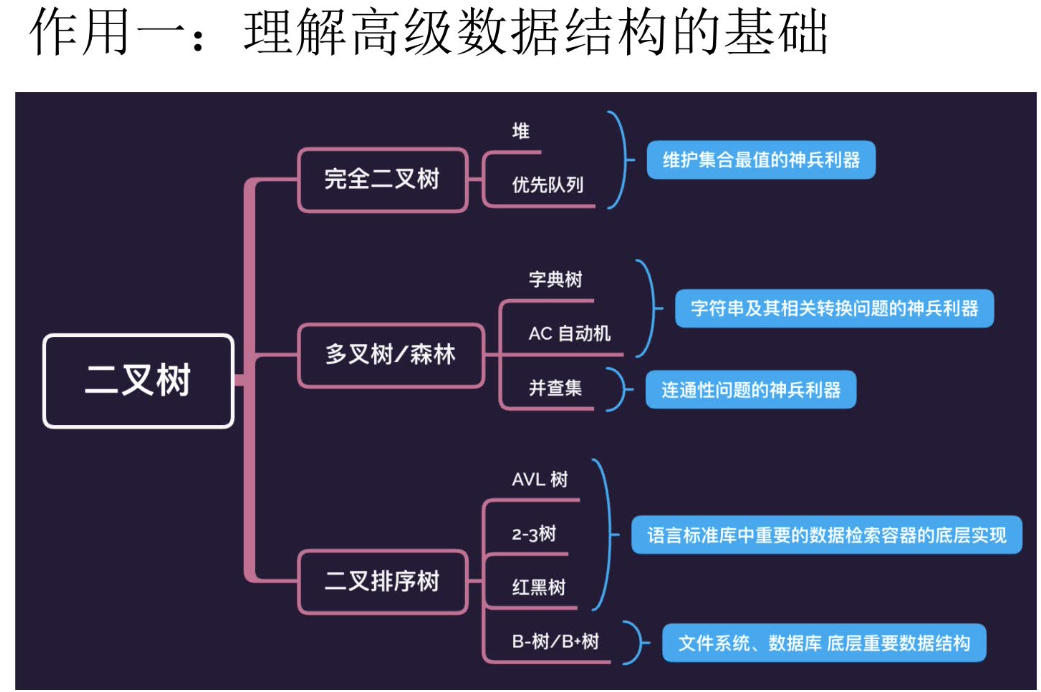 作用一：理解高级数据结构的基础
二叉树
完全二叉树
堆
优先队列
维护集合最值的神兵利器
多叉树/森林
字典树
AC 自动机
字符串及其相关转换问题的神兵利器
并查集
连通性问题的神兵利器
二叉排序树
AVL 树
2-3树
红黑树
语言标准库中重要的数据检索容器的底层实现
B-树/B+树
文件系统、数据库 底层重要数据结构